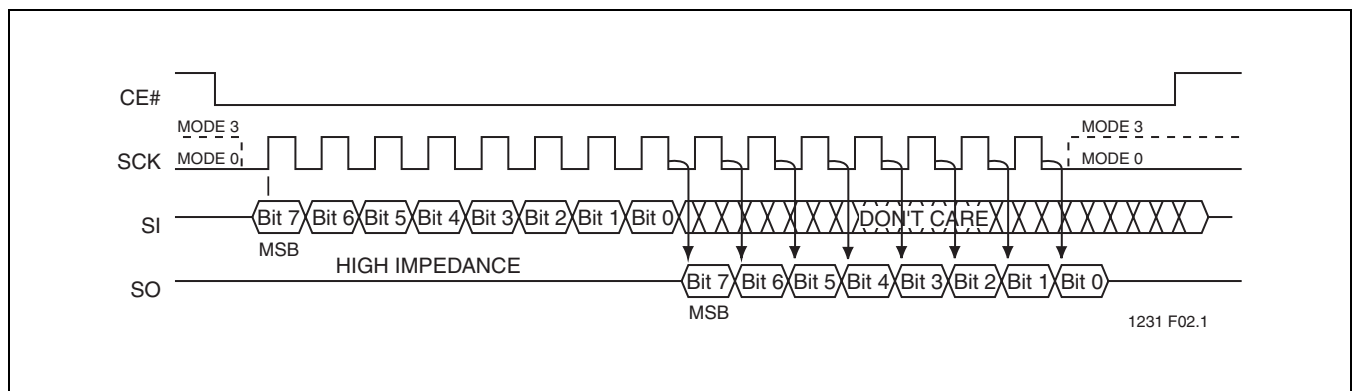 CE#
MODE 3 MODE 3
SCK MODE 0 MODE 0
SI Bit 7 Bit 6 Bit 5 Bit 4 Bit 3 Bit 2 Bit 1 Bit 0 DON'T CARE
MSB
HIGH IMPEDANCE
SO Bit 7 Bit 6 Bit 5 Bit 4 Bit 3 Bit 2 Bit 1 Bit 0
MSB
1231 F02.1